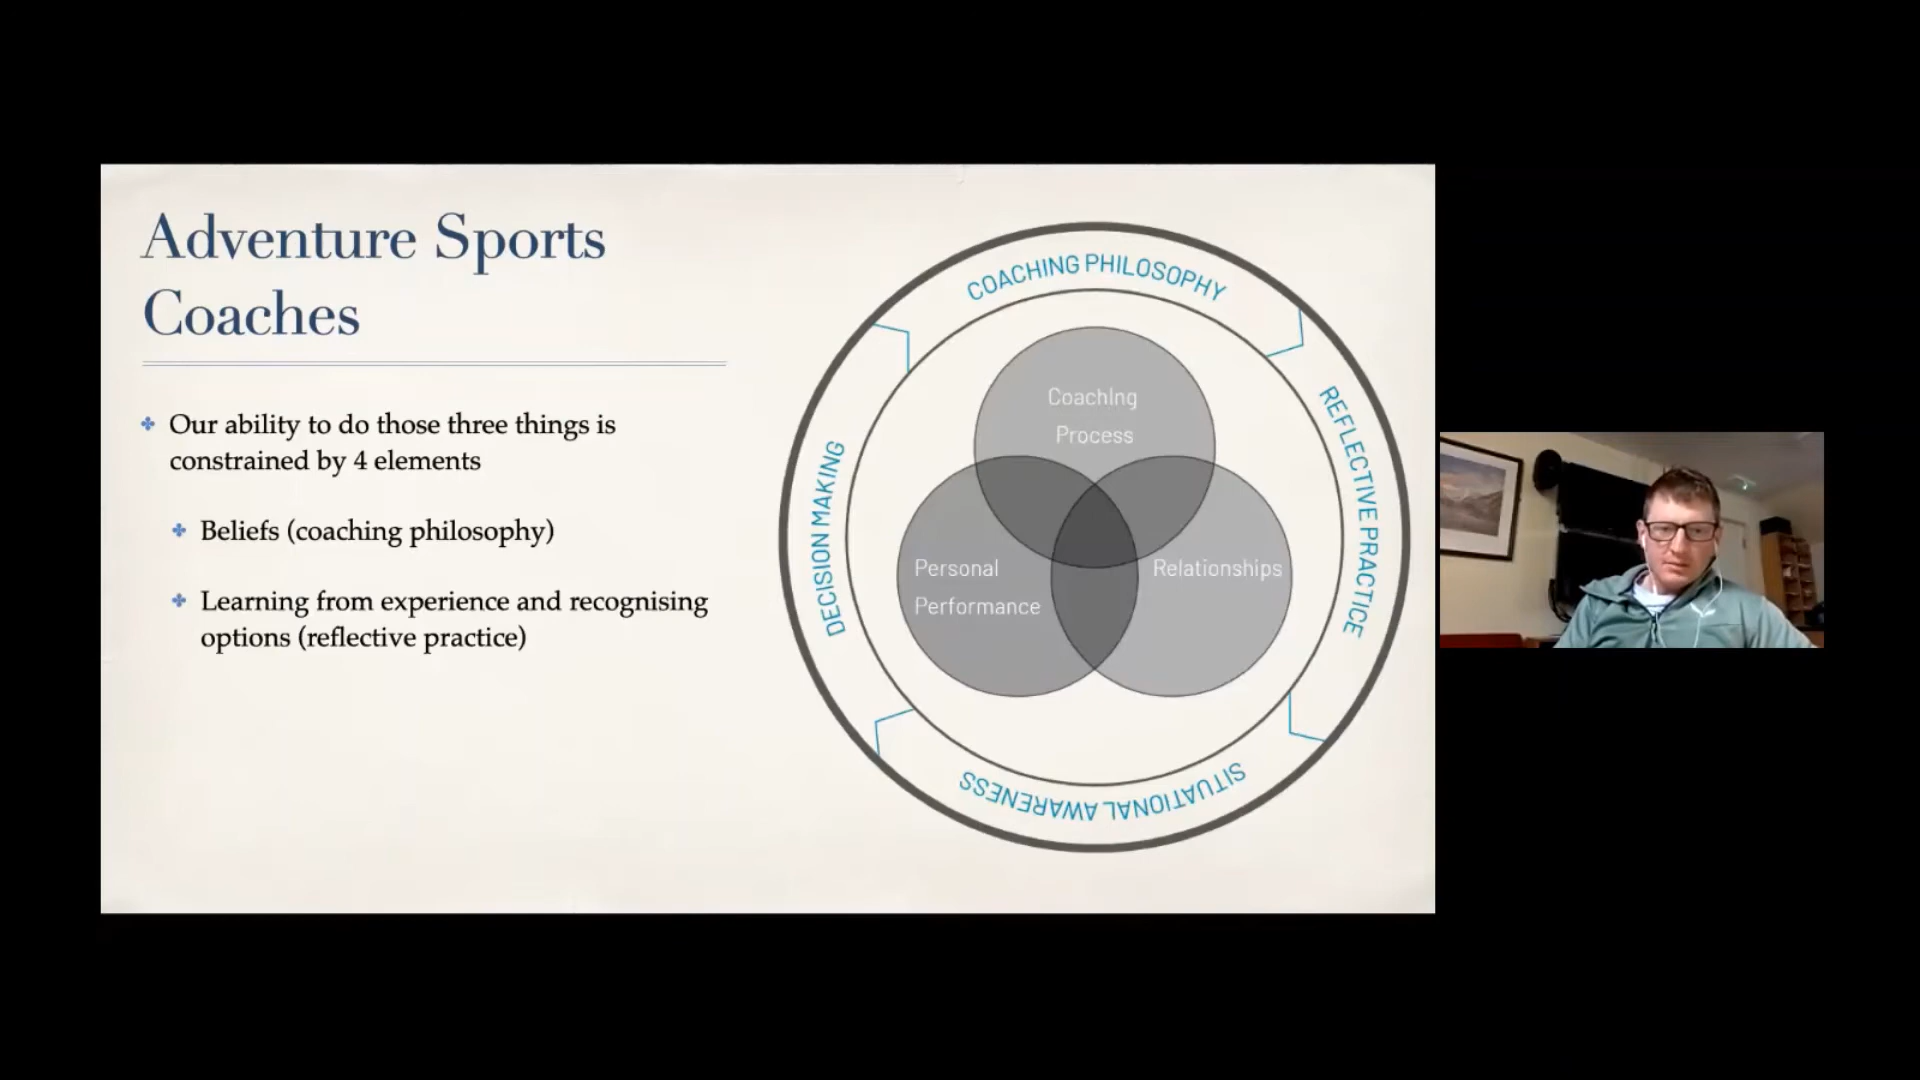 Adventure Sports
Coaches
Our ability to do those three things is
constrained by 4 elements
Beliefs (coaching philosophy)
Learning from experience and recognising
options (reflective practice)
COACHING PHILOSOPHY
REFLECTIVE PRACTICE
SITUATIONAL AWARENESS
DECISION MAKING
Coaching
Process
Personal
Performance
Relationships